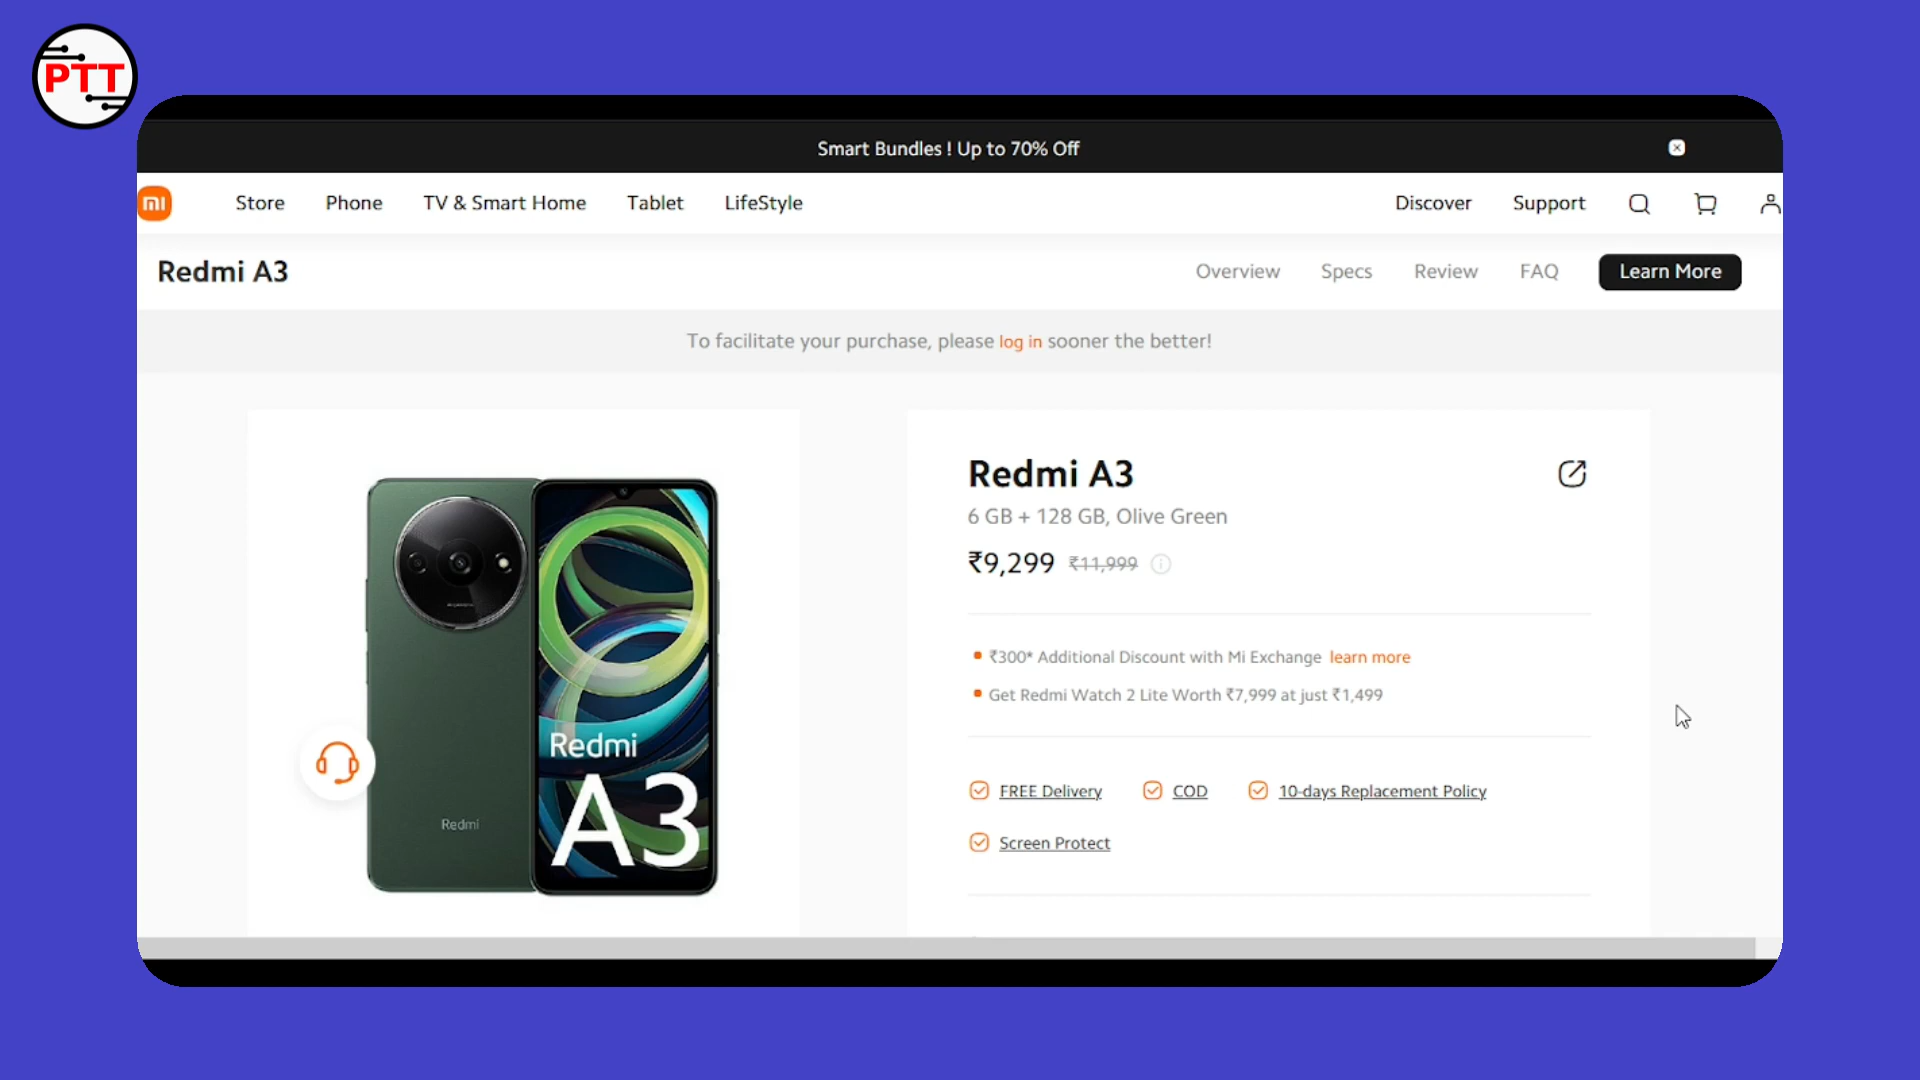 PTT
Smart Bundles ! Up to 70% Off
mi
Store Phone TV & Smart Home Tablet LifeStyle Discover Support
Redmi A3 Overview Specs Review FAQ Learn More
To facilitate your purchase, please log in sooner the better!
Redmi A3
6 GB + 128 GB, Olive Green
₹9,299 ₹11,999
₹300* Additional Discount with Mi Exchange learn more
Get Redmi Watch 2 Lite Worth ₹7,999 at just ₹1,499
FREE Delivery COD 10-days Replacement Policy
Screen Protect
Redmi
A3
Redmi